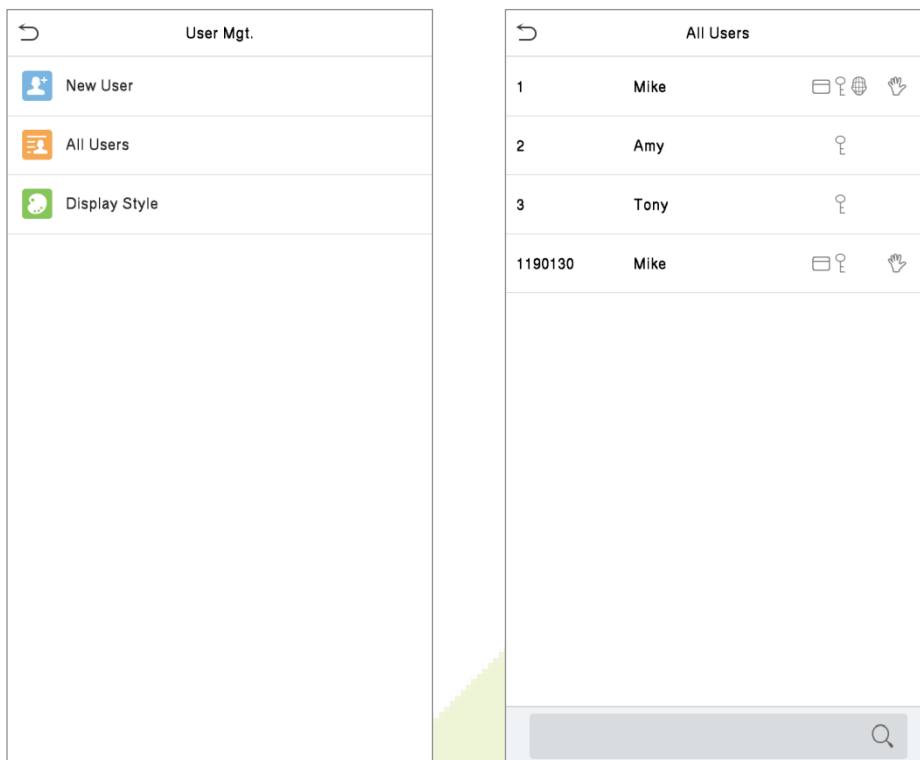 User Mgt.
New User
All Users
Display Style
All Users
1 Mike
2 Amy
3 Tony
1190130 Mike